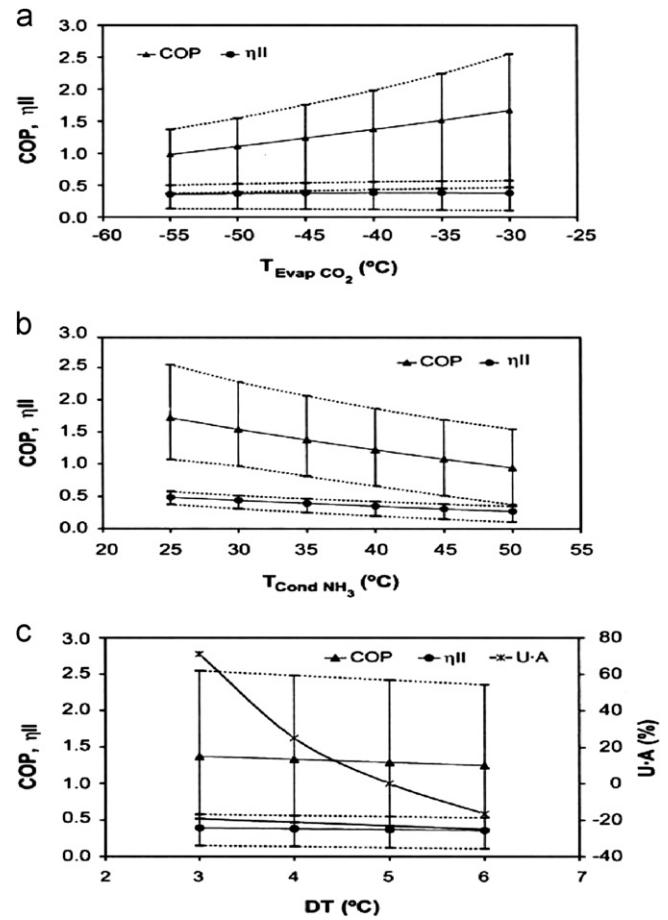 a
3.0
2.5
2.0
1.5
1.0
0.5
0.0
COP, ηII
COP ηII
-60 -55 -50 -45 -40 -35 -30 -25
T Evap CO₂ (ºC)
b
3.0
2.5
2.0
1.5
1.0
0.5
0.0
COP, ηII
COP ηII
20 25 30 35 40 45 50 55
T Cond NH₃ (ºC)
c
3.0
2.5
2.0
1.5
1.0
0.5
0.0
COP, ηII
COP ηII U·A
80
60
40
20
0
-20
-40
U·A (%)
2 3 4 5 6 7
DT (ºC)